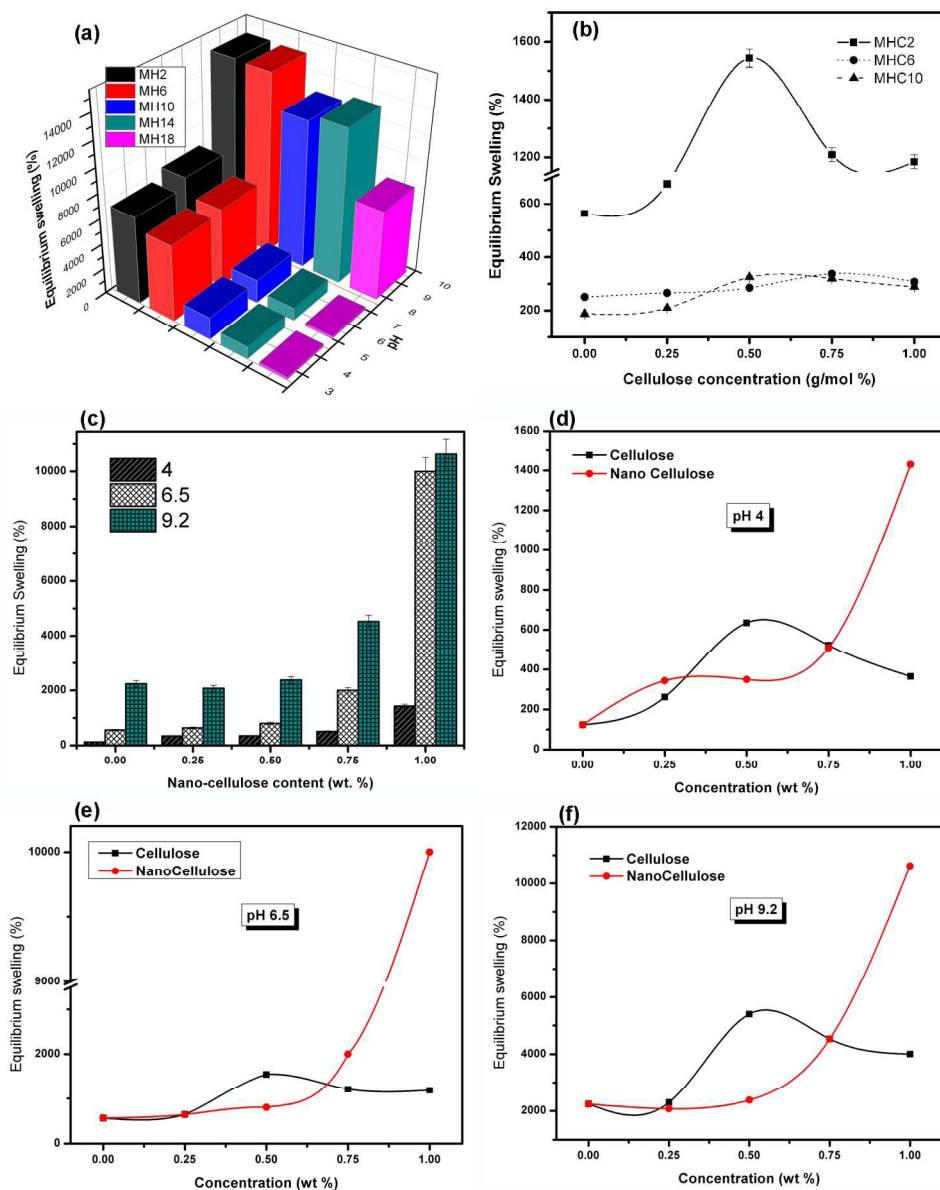 (a)
MH2
MH6
MH10
MH14
MH18
Equilibrium swelling (%)
14000
12000
10000
8000
6000
4000
2000
0
10
9
8
7
6
5
4
3
pH
(b)
MHC2
MHC6
MHC10
Equilibrium Swelling (%)
1600
1400
1200
600
400
200
0.00 0.25 0.50 0.75 1.00
Cellulose concentration (g/mol %)
(c)
4
6.5
9.2
Equilibrium Swelling (%)
10000
8000
6000
4000
2000
0
0.00 0.25 0.50 0.75 1.00
Nano-cellulose content (wt. %)
(d)
Cellulose
Nano Cellulose
pH 4
Equilibrium Swelling (%)
1600
1400
1200
1000
800
600
400
200
0
0.00 0.25 0.50 0.75 1.00
Concentration (wt %)
(e)
Cellulose
NanoCellulose
pH 6.5
Equilibrium swelling (%)
10000
9000
2000
0
0.00 0.25 0.50 0.75 1.00
Concentration (wt %)
(f)
Cellulose
NanoCellulose
pH 9.2
Equilibrium swelling (%)
12000
10000
8000
6000
4000
2000
0.00 0.25 0.50 0.75 1.00
Concentration (wt %)